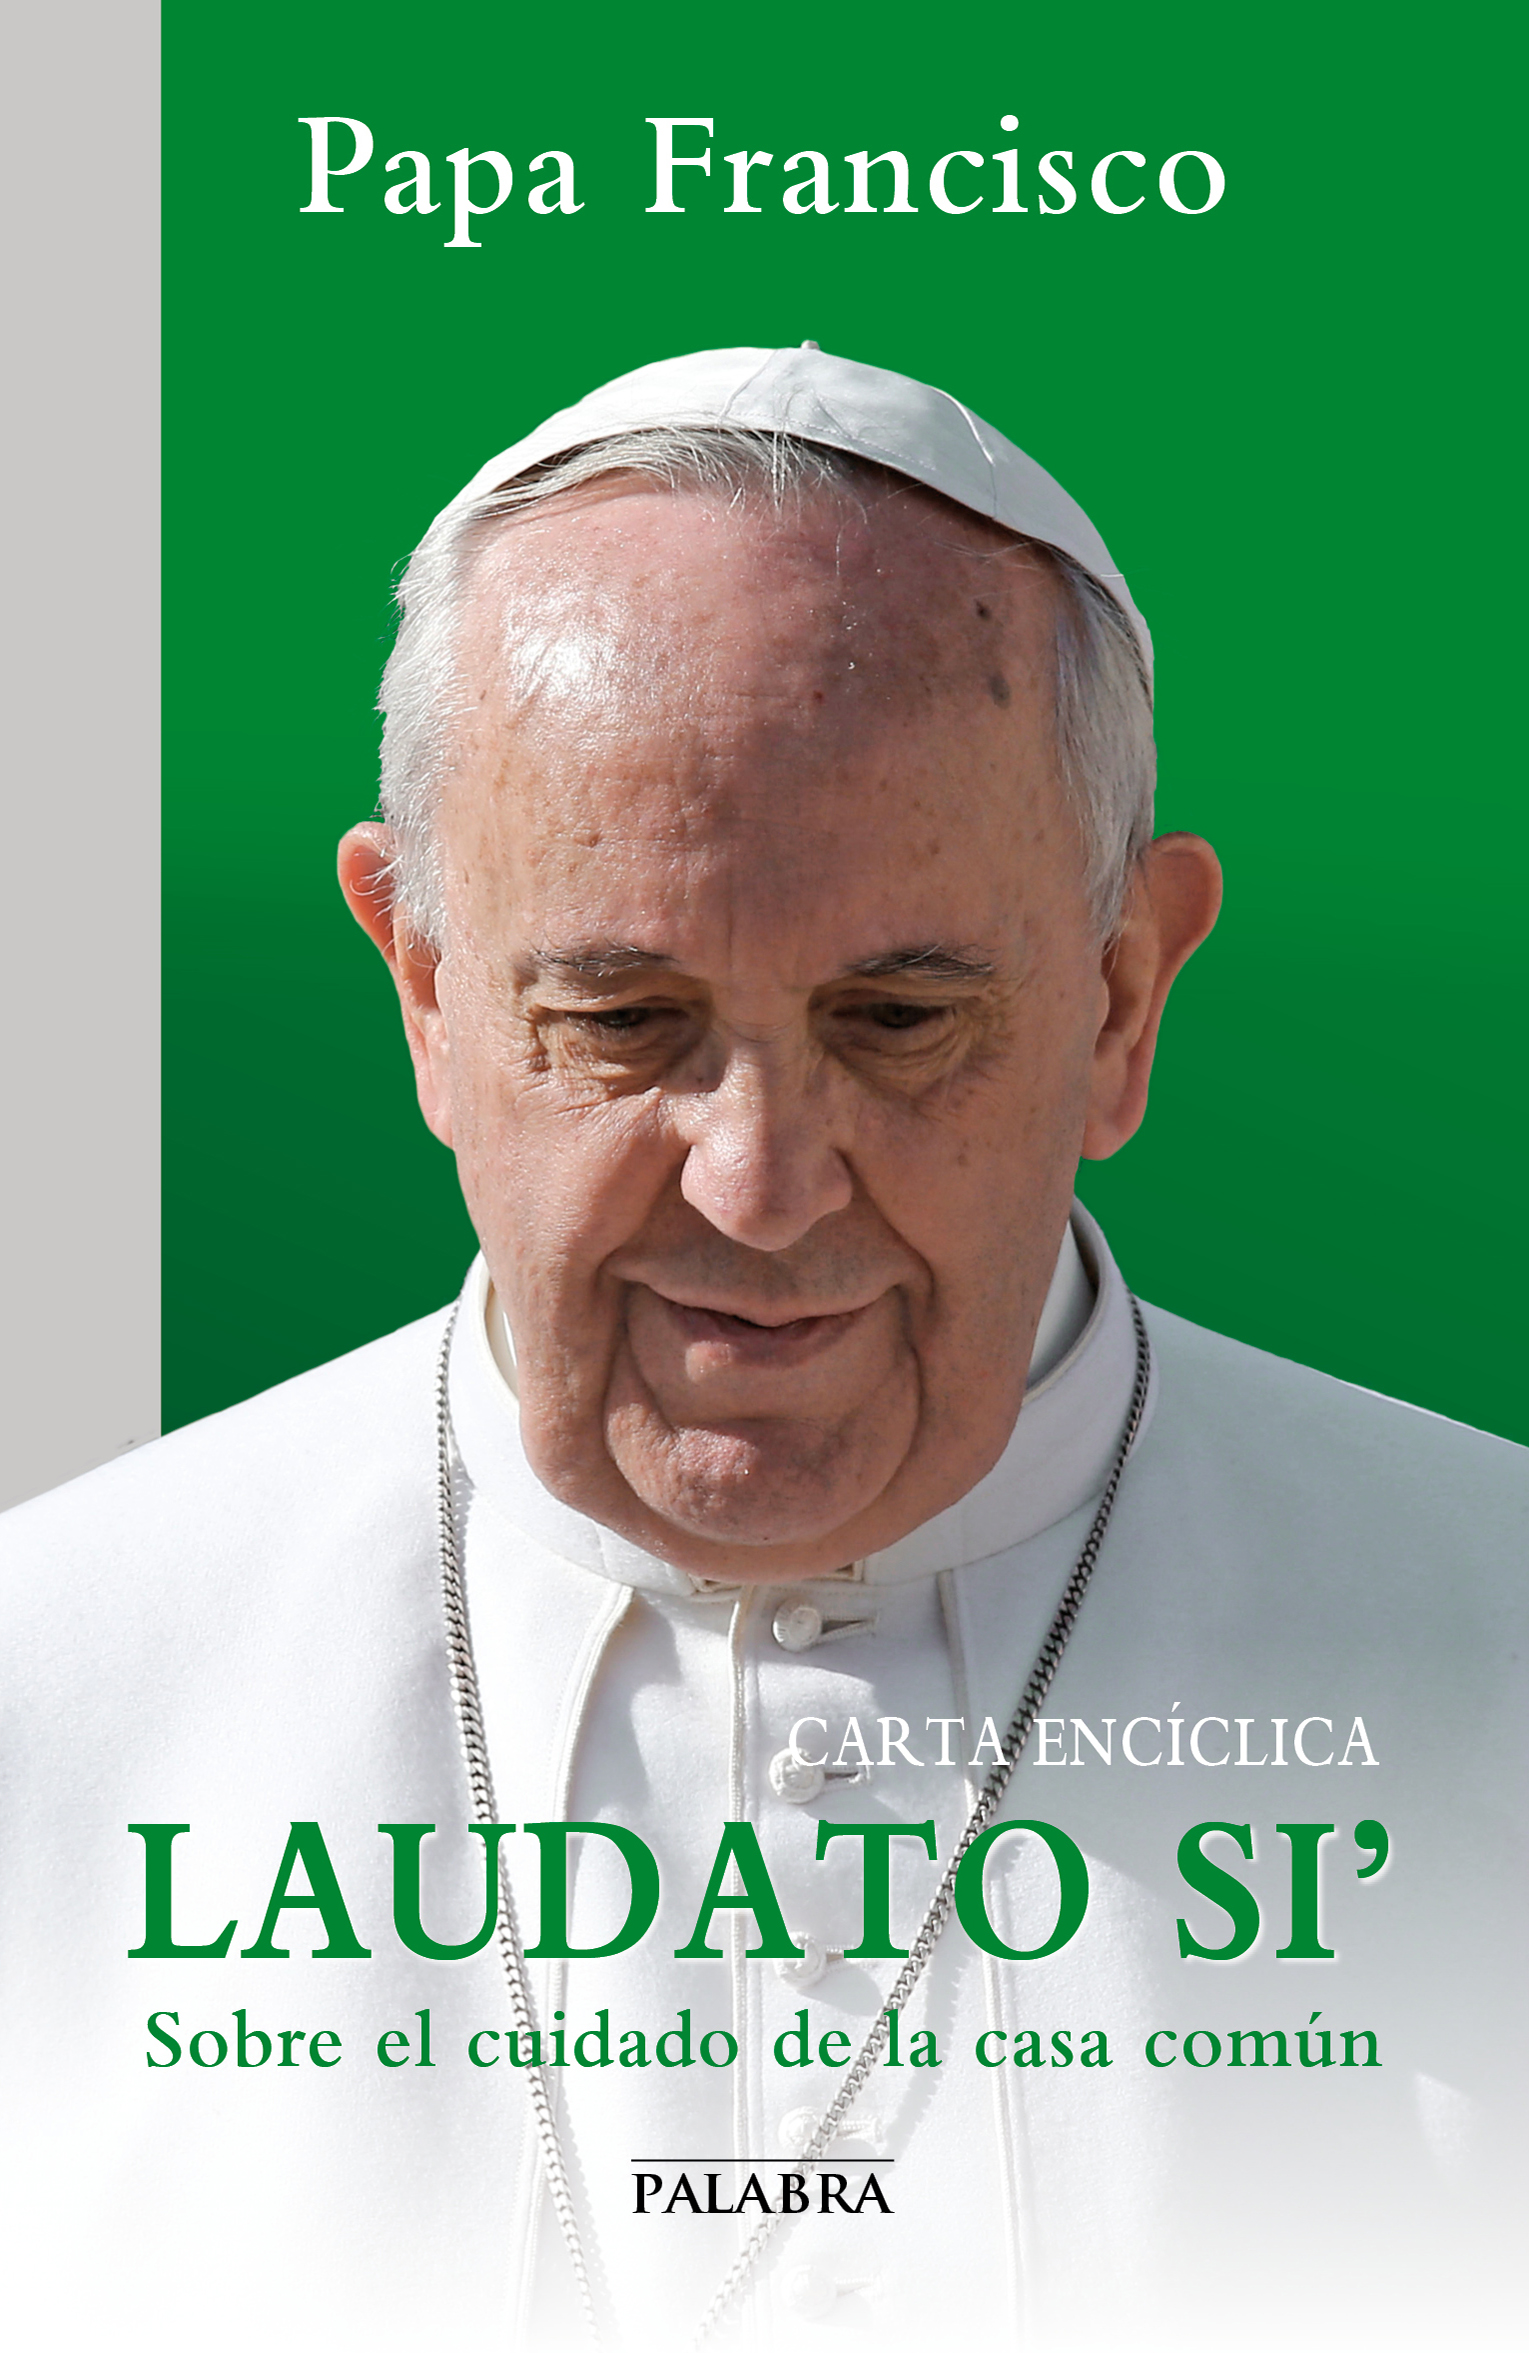 Papa Francisco
CARTA ENCÍCLICA
LAUDATO SI’
Sobre el cuidado de la casa común
PALABRA